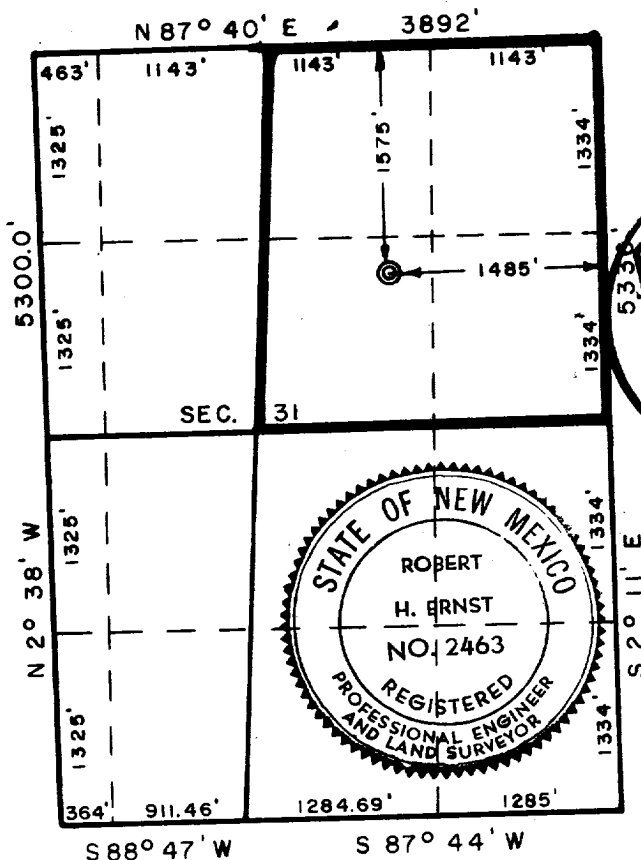 N 87° 40' E 3892'
463' 1143' 1143' 1143'
1325'
1575'
1334'
5300.0'
1485'
1325'
1334'
SEC. 31
N 2° 38' W
1325'
STATE OF NEW MEXICO
ROBERT
H. ERNST
NO. 2463
REGISTERED
PROFESSIONAL ENGINEER
AND LAND SURVEYOR
1334'
S 2° 11' E
1325'
1334'
364' 911.46' 1284.69' 1285'
S 88° 47' W S 87° 44' W